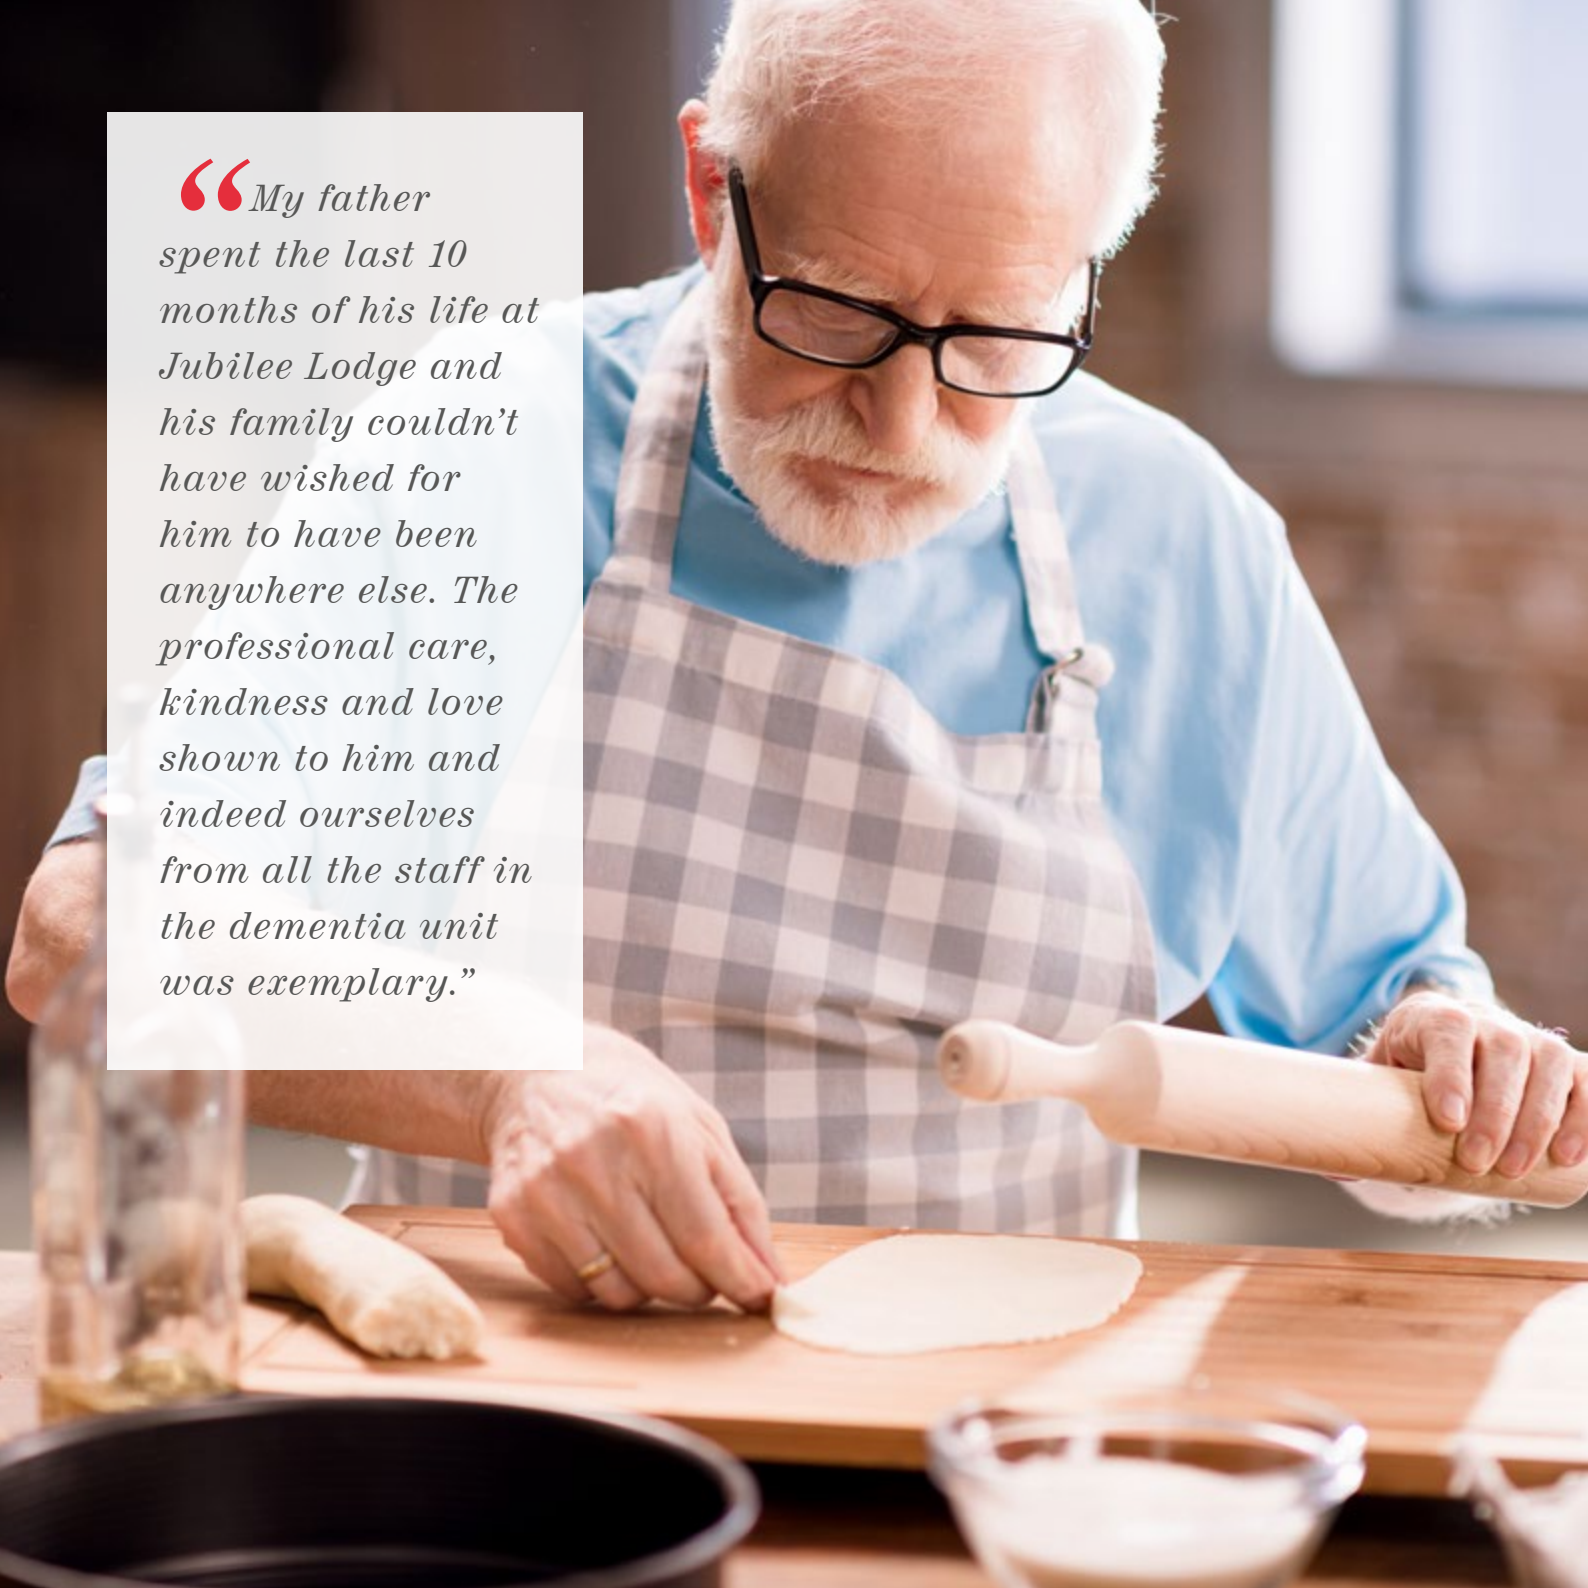 “My father
spent the last 10
months of his life at
Jubilee Lodge and
his family couldn’t
have wished for
him to have been
anywhere else. The
professional care,
kindness and love
shown to him and
indeed ourselves
from all the staff in
the dementia unit
was exemplary.”